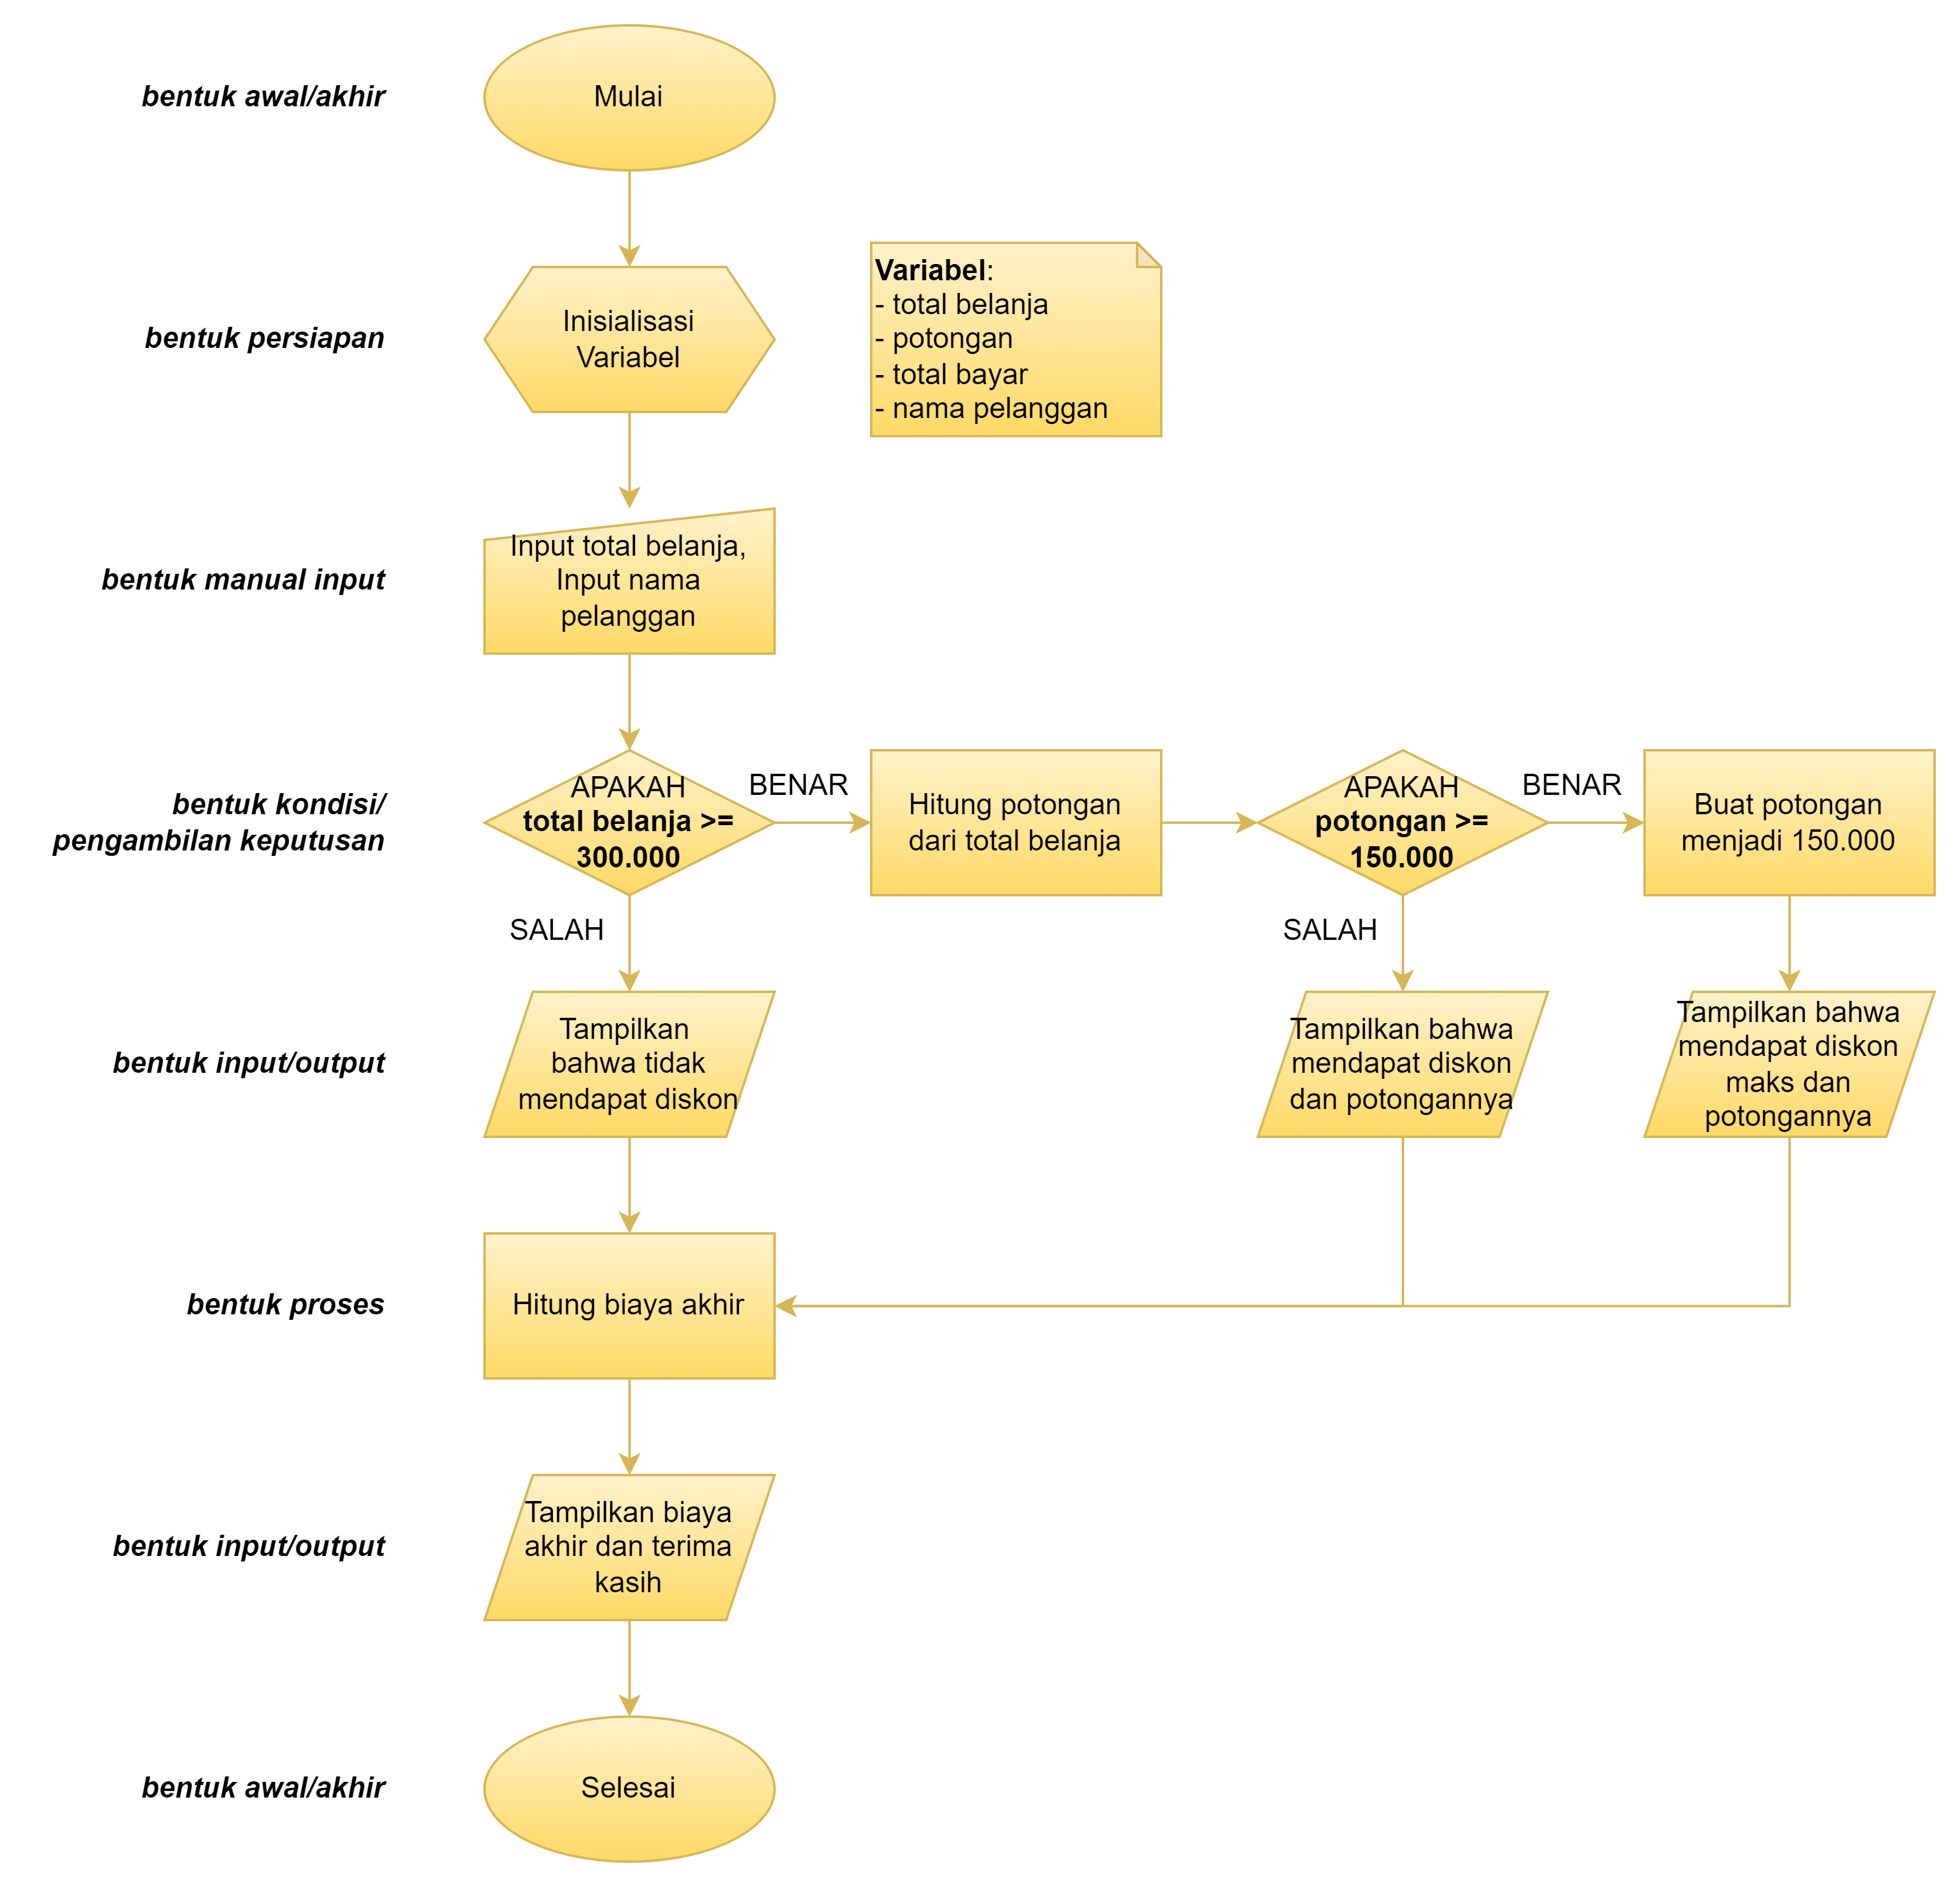 bentuk awal/akhir
Mulai
bentuk persiapan
Inisialisasi
Variabel
Variabel:
- total belanja
- potongan
- total bayar
- nama pelanggan
bentuk manual input
Input total belanja,
Input nama
pelanggan
bentuk kondisi/
pengambilan keputusan
APAKAH
total belanja >=
300.000
BENAR
Hitung potongan
dari total belanja
APAKAH
potongan >=
150.000
BENAR
Buat potongan
menjadi 150.000
SALAH
SALAH
bentuk input/output
Tampilkan
bahwa tidak
mendapat diskon
Tampilkan bahwa
mendapat diskon
dan potongannya
Tampilkan bahwa
mendapat diskon
maks dan
potongannya
bentuk proses
Hitung biaya akhir
bentuk input/output
Tampilkan biaya
akhir dan terima
kasih
bentuk awal/akhir
Selesai